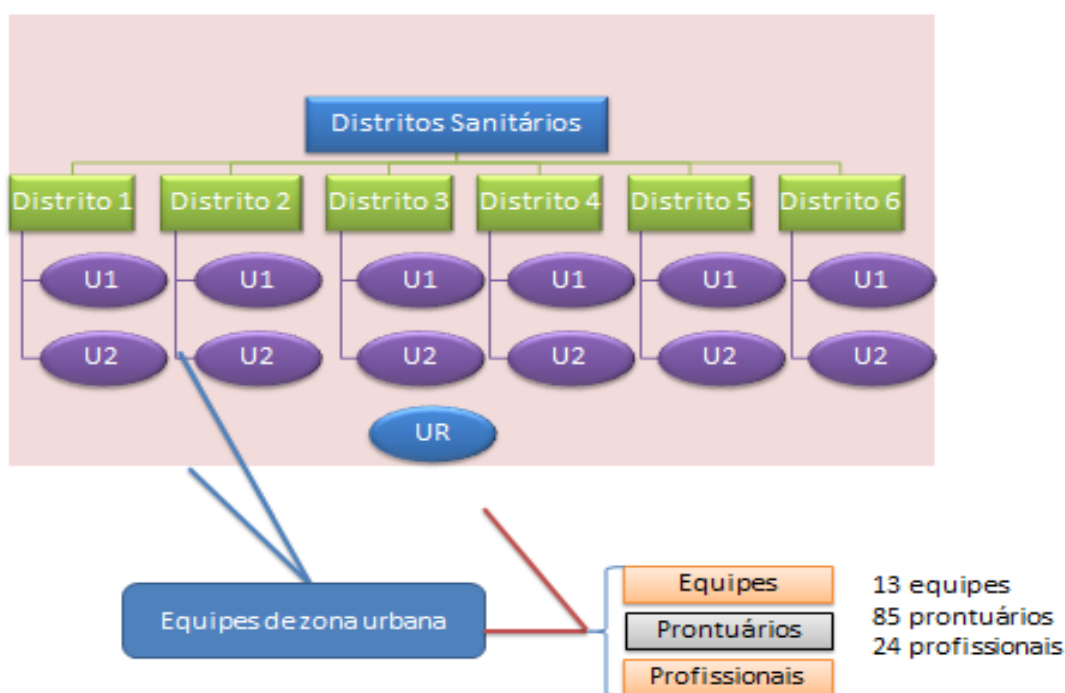 Distritos Sanitários
Distrito 1 Distrito 2 Distrito 3 Distrito 4 Distrito 5 Distrito 6
U1 U1 U1 U1 U1 U1
U2 U2 U2 U2 U2 U2
UR
Equipes de zona urbana
Equipes
Prontuários
Profissionais
13 equipes
85 prontuários
24 profissionais